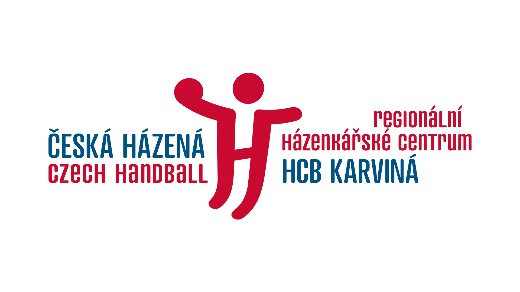 ČESKÁ HÁZENÁ
CZECH HANDBALL
REGIONÁLNÍ
HÁZENKÁŘSKÉ CENTRUM
HCB KARVINÁ